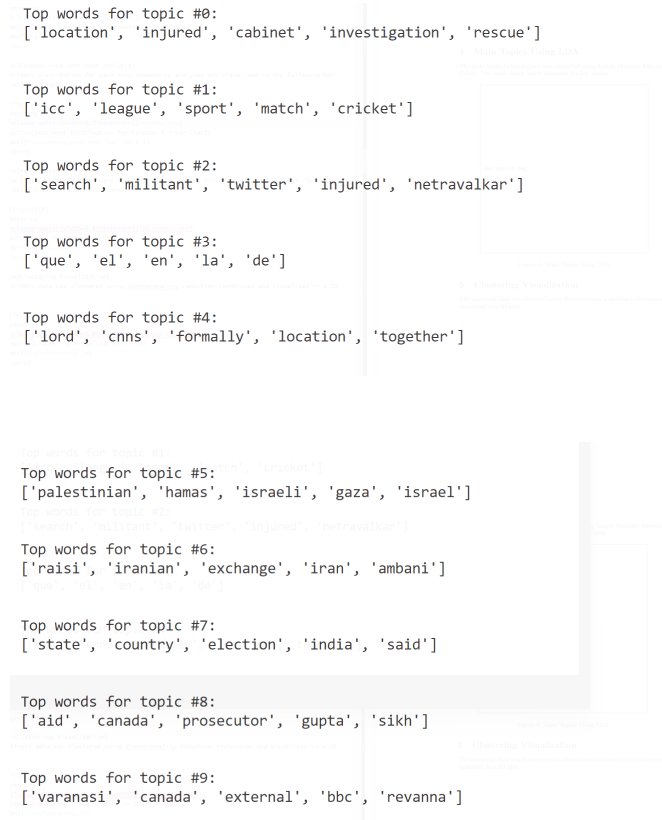 Top words for topic #0:
['location', 'injured', 'cabinet', 'investigation', 'rescue']
Top words for topic #1:
['icc', 'league', 'sport', 'match', 'cricket']
Top words for topic #2:
['search', 'militant', 'twitter', 'injured', 'netravalkar']
Top words for topic #3:
['que', 'el', 'en', 'la', 'de']
Top words for topic #4:
['lord', 'cnns', 'formally', 'location', 'together']
Top words for topic #5:
['palestinian', 'hamas', 'israeli', 'gaza', 'israel']
Top words for topic #6:
['raisi', 'iranian', 'exchange', 'iran', 'ambani']
Top words for topic #7:
['state', 'country', 'election', 'india', 'said']
Top words for topic #8:
['aid', 'canada', 'prosecutor', 'gupta', 'sikh']
Top words for topic #9:
['varanasi', 'canada', 'external', 'bbc', 'revanna']